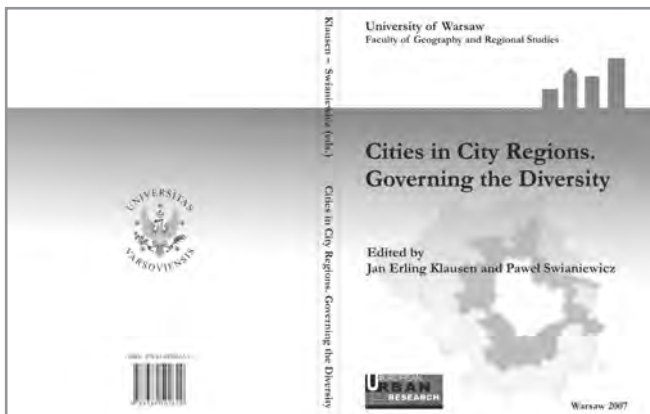 UNIVERSITAS
VARSOVIENSIS
Klausen – Swianiewicz (eds.) Cities in City Regions. Governing the Diversity
University of Warsaw
Faculty of Geography and Regional Studies
Cities in City Regions.
Governing the Diversity
Edited by
Jan Erling Klausen and Paweł Swianiewicz
URBAN
RESEARCH
Warsaw 2007